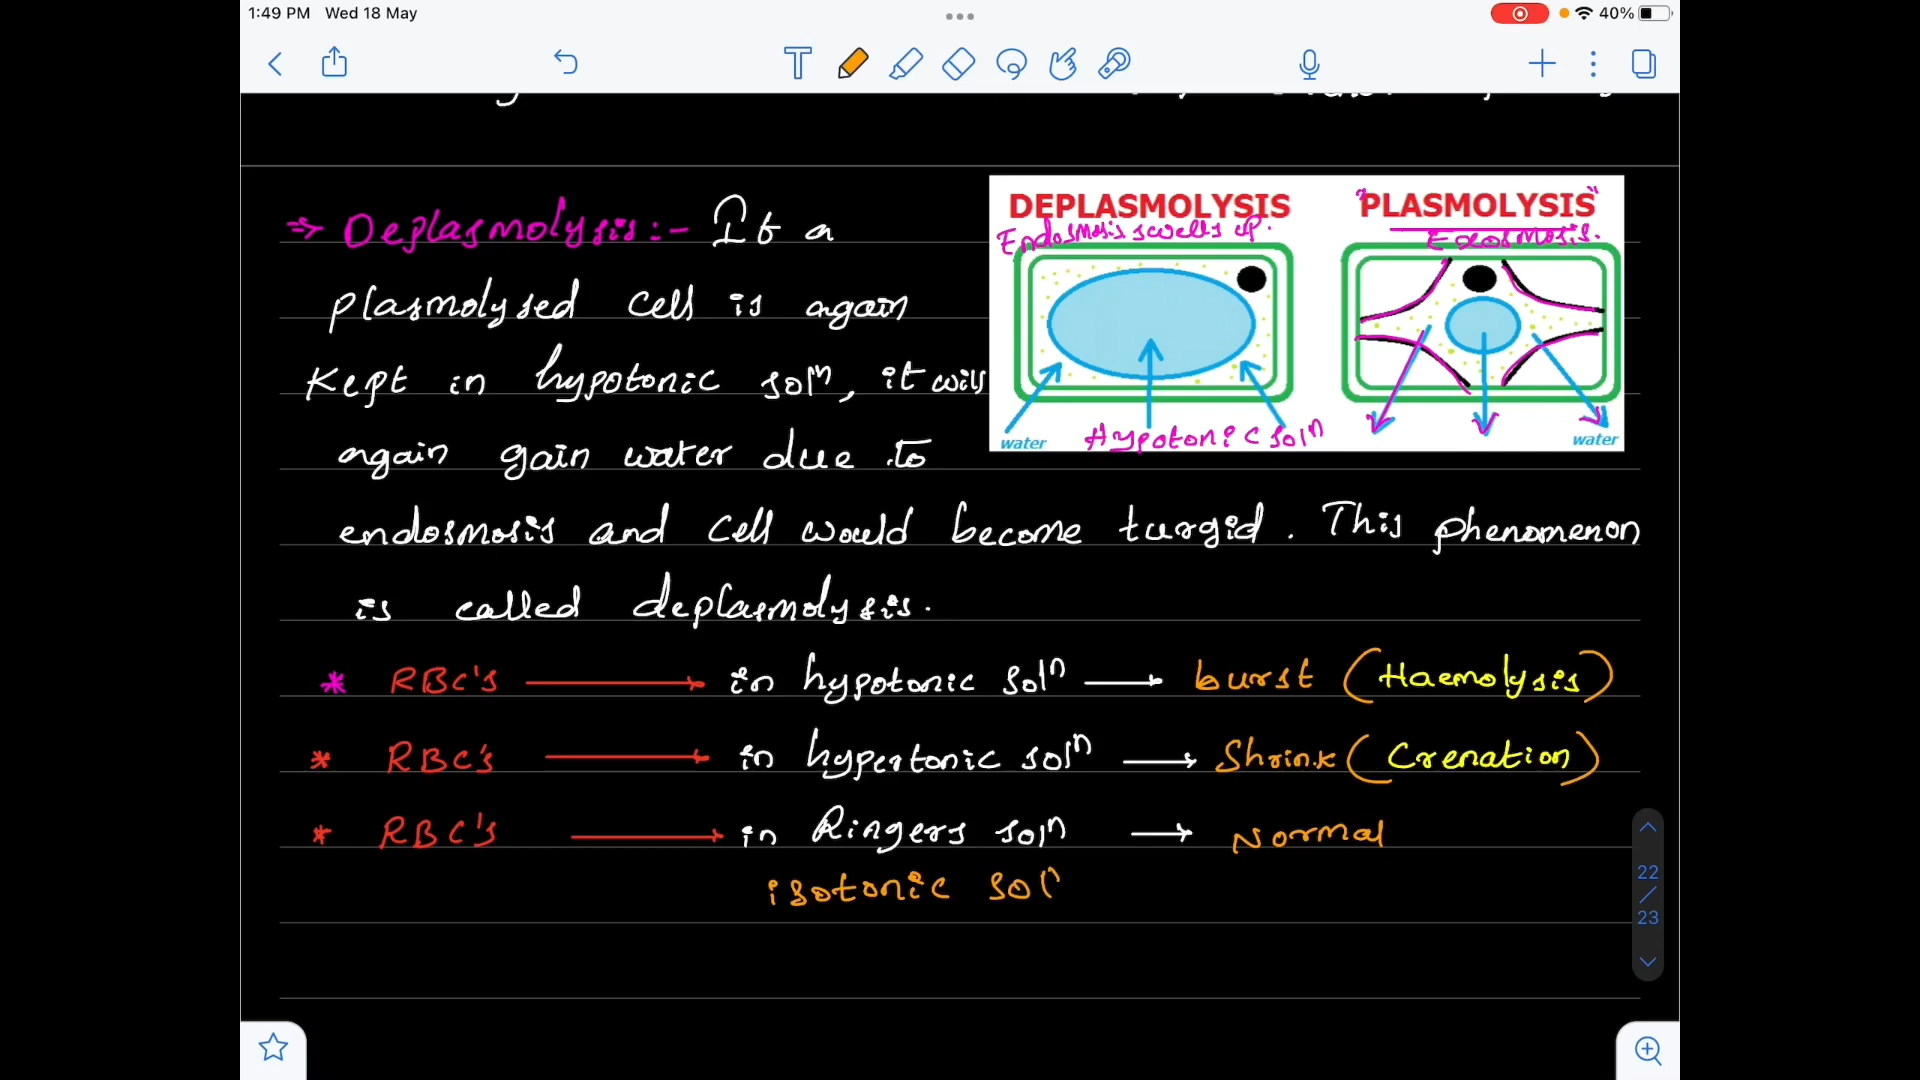 1:49 PM Wed 18 May
40%
⇒ Deplasmolysis:- If a
plasmolysed cell is again
Kept in hypotonic solⁿ, it will
again gain water due to
endosmosis and cell would become turgid. This phenomenon
is called deplasmolysis.
DEPLASMOLYSIS
Endosmosis swells up.
water
Hypotonic solⁿ
"PLASMOLYSIS"
Exosmosis.
water
* RBC's → in hypotonic solⁿ → burst (Haemolysis)
* RBC's → in hypertonic solⁿ → Shrink (Crenation)
* RBC's → in Ringers solⁿ → Normal
isotonic solⁿ
22
/
23